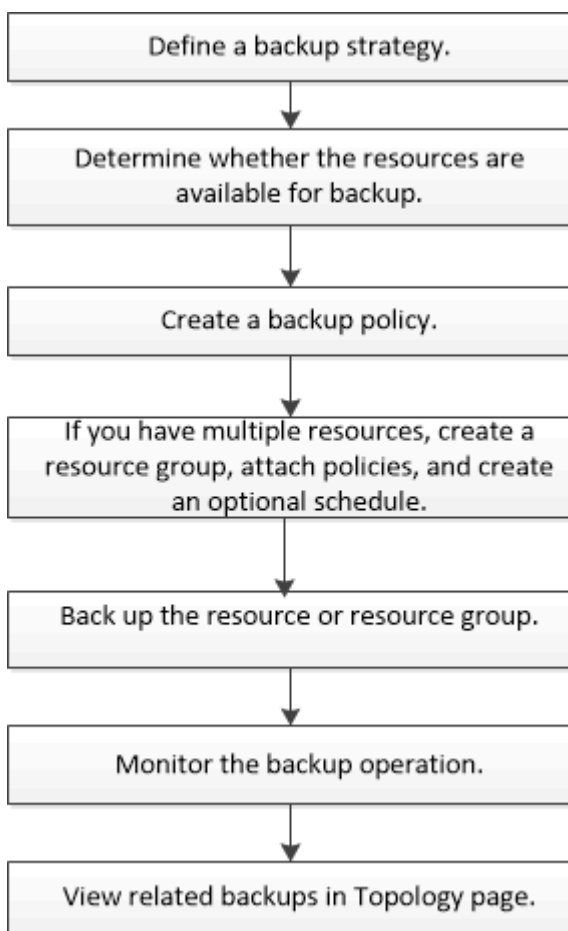 Define a backup strategy.
Determine whether the resources are
available for backup.
Create a backup policy.
If you have multiple resources, create a
resource group, attach policies, and create
an optional schedule.
Back up the resource or resource group.
Monitor the backup operation.
View related backups in Topology page.